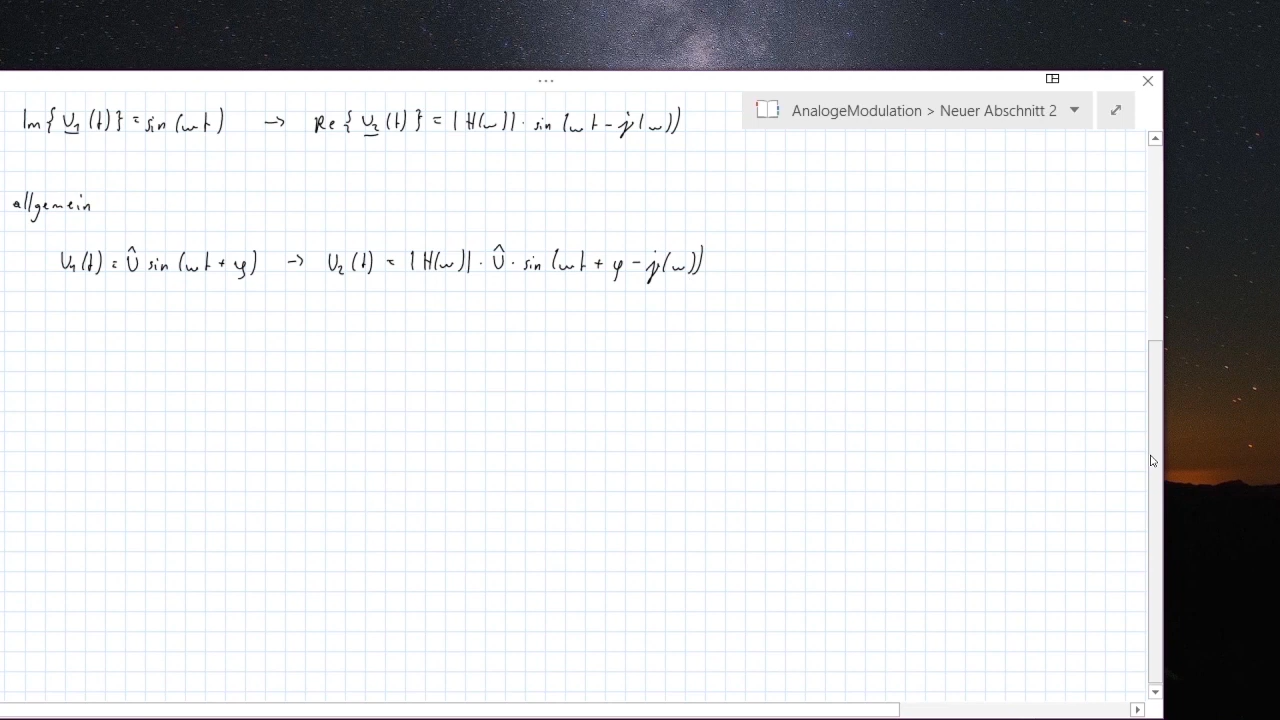 AnalogeModulation > Neuer Abschnitt 2
Im{U₁(t)} = sin(ωt) → Re{U₂(t)} = |H(ω)| · sin(ωt - j(ω))
allgemein
U₁(t) = Û sin(ωt + φ) → U₂(t) = |H(ω)| · Û · sin(ωt + φ - j(ω))